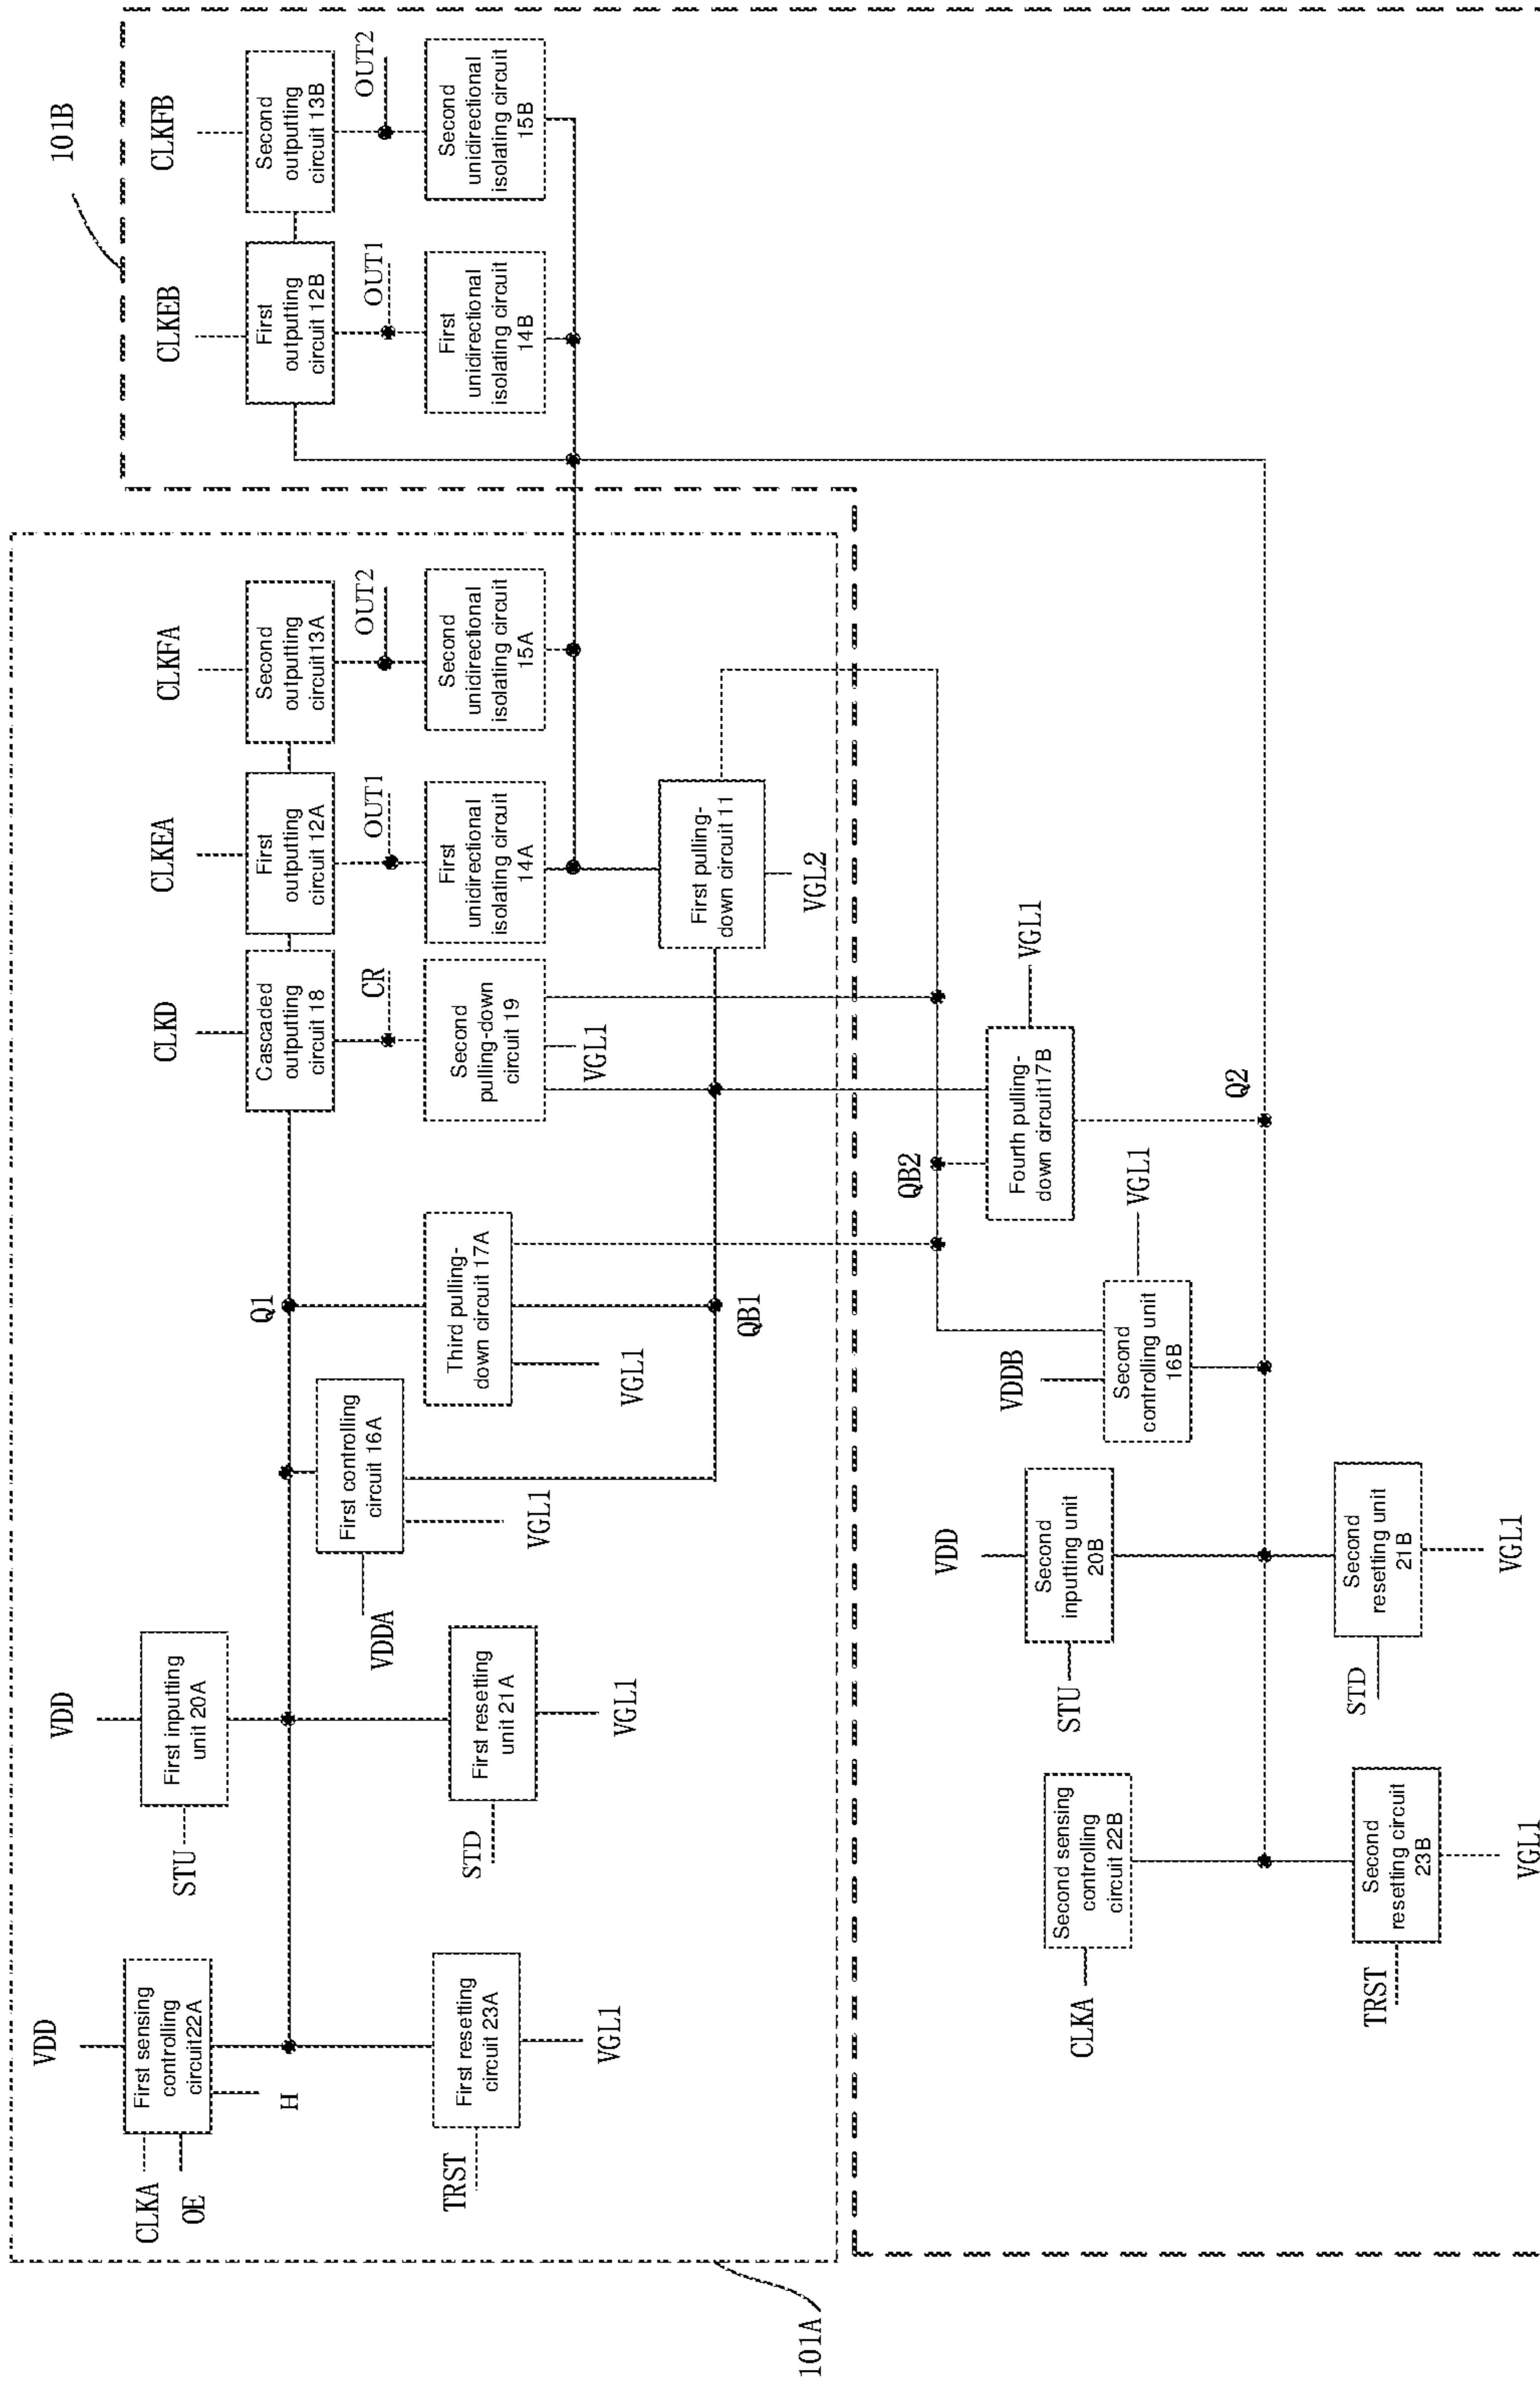 101B
CLKFB
Second
outputting
circuit 13B
OUT2
Second
unidirectional
isolating circuit
15B
CLKEB
First
outputting
circuit 12B
OUT1
First
unidirectional
isolating circuit
14B
CLKFA
Second
outputting
circuit13A
OUT2
Second
unidirectional
isolating circuit
15A
CLKEA
First
outputting
circuit 12A
OUT1
First
unidirectional
isolating circuit
14A
First pulling-
down circuit 11
VGL2
CLKD
Cascaded
outputting
circuit 18
CR
Second
pulling-down
circuit 19
VGL1
Q1
Third pulling-
down circuit 17A
VGL1
QB1
First controlling
circuit 16A
VGL1
VDDA
VDD
First inputting
unit 20A
STU
First resetting
unit 21A
STD
VGL1
VDD
First sensing
controlling
circuit22A
H
CLKA
OE
First resetting
circuit 23A
TRST
VGL1
101A
VGL1
Fourth pulling-
down circuit17B
QB2
Q2
VGL1
Second
controlling unit
16B
VDDB
VDD
Second
inputting unit
20B
STU
Second
resetting unit
21B
STD
VGL1
Second sensing
controlling
circuit 22B
CLKA
Second
resetting circuit
23B
TRST
VGL1